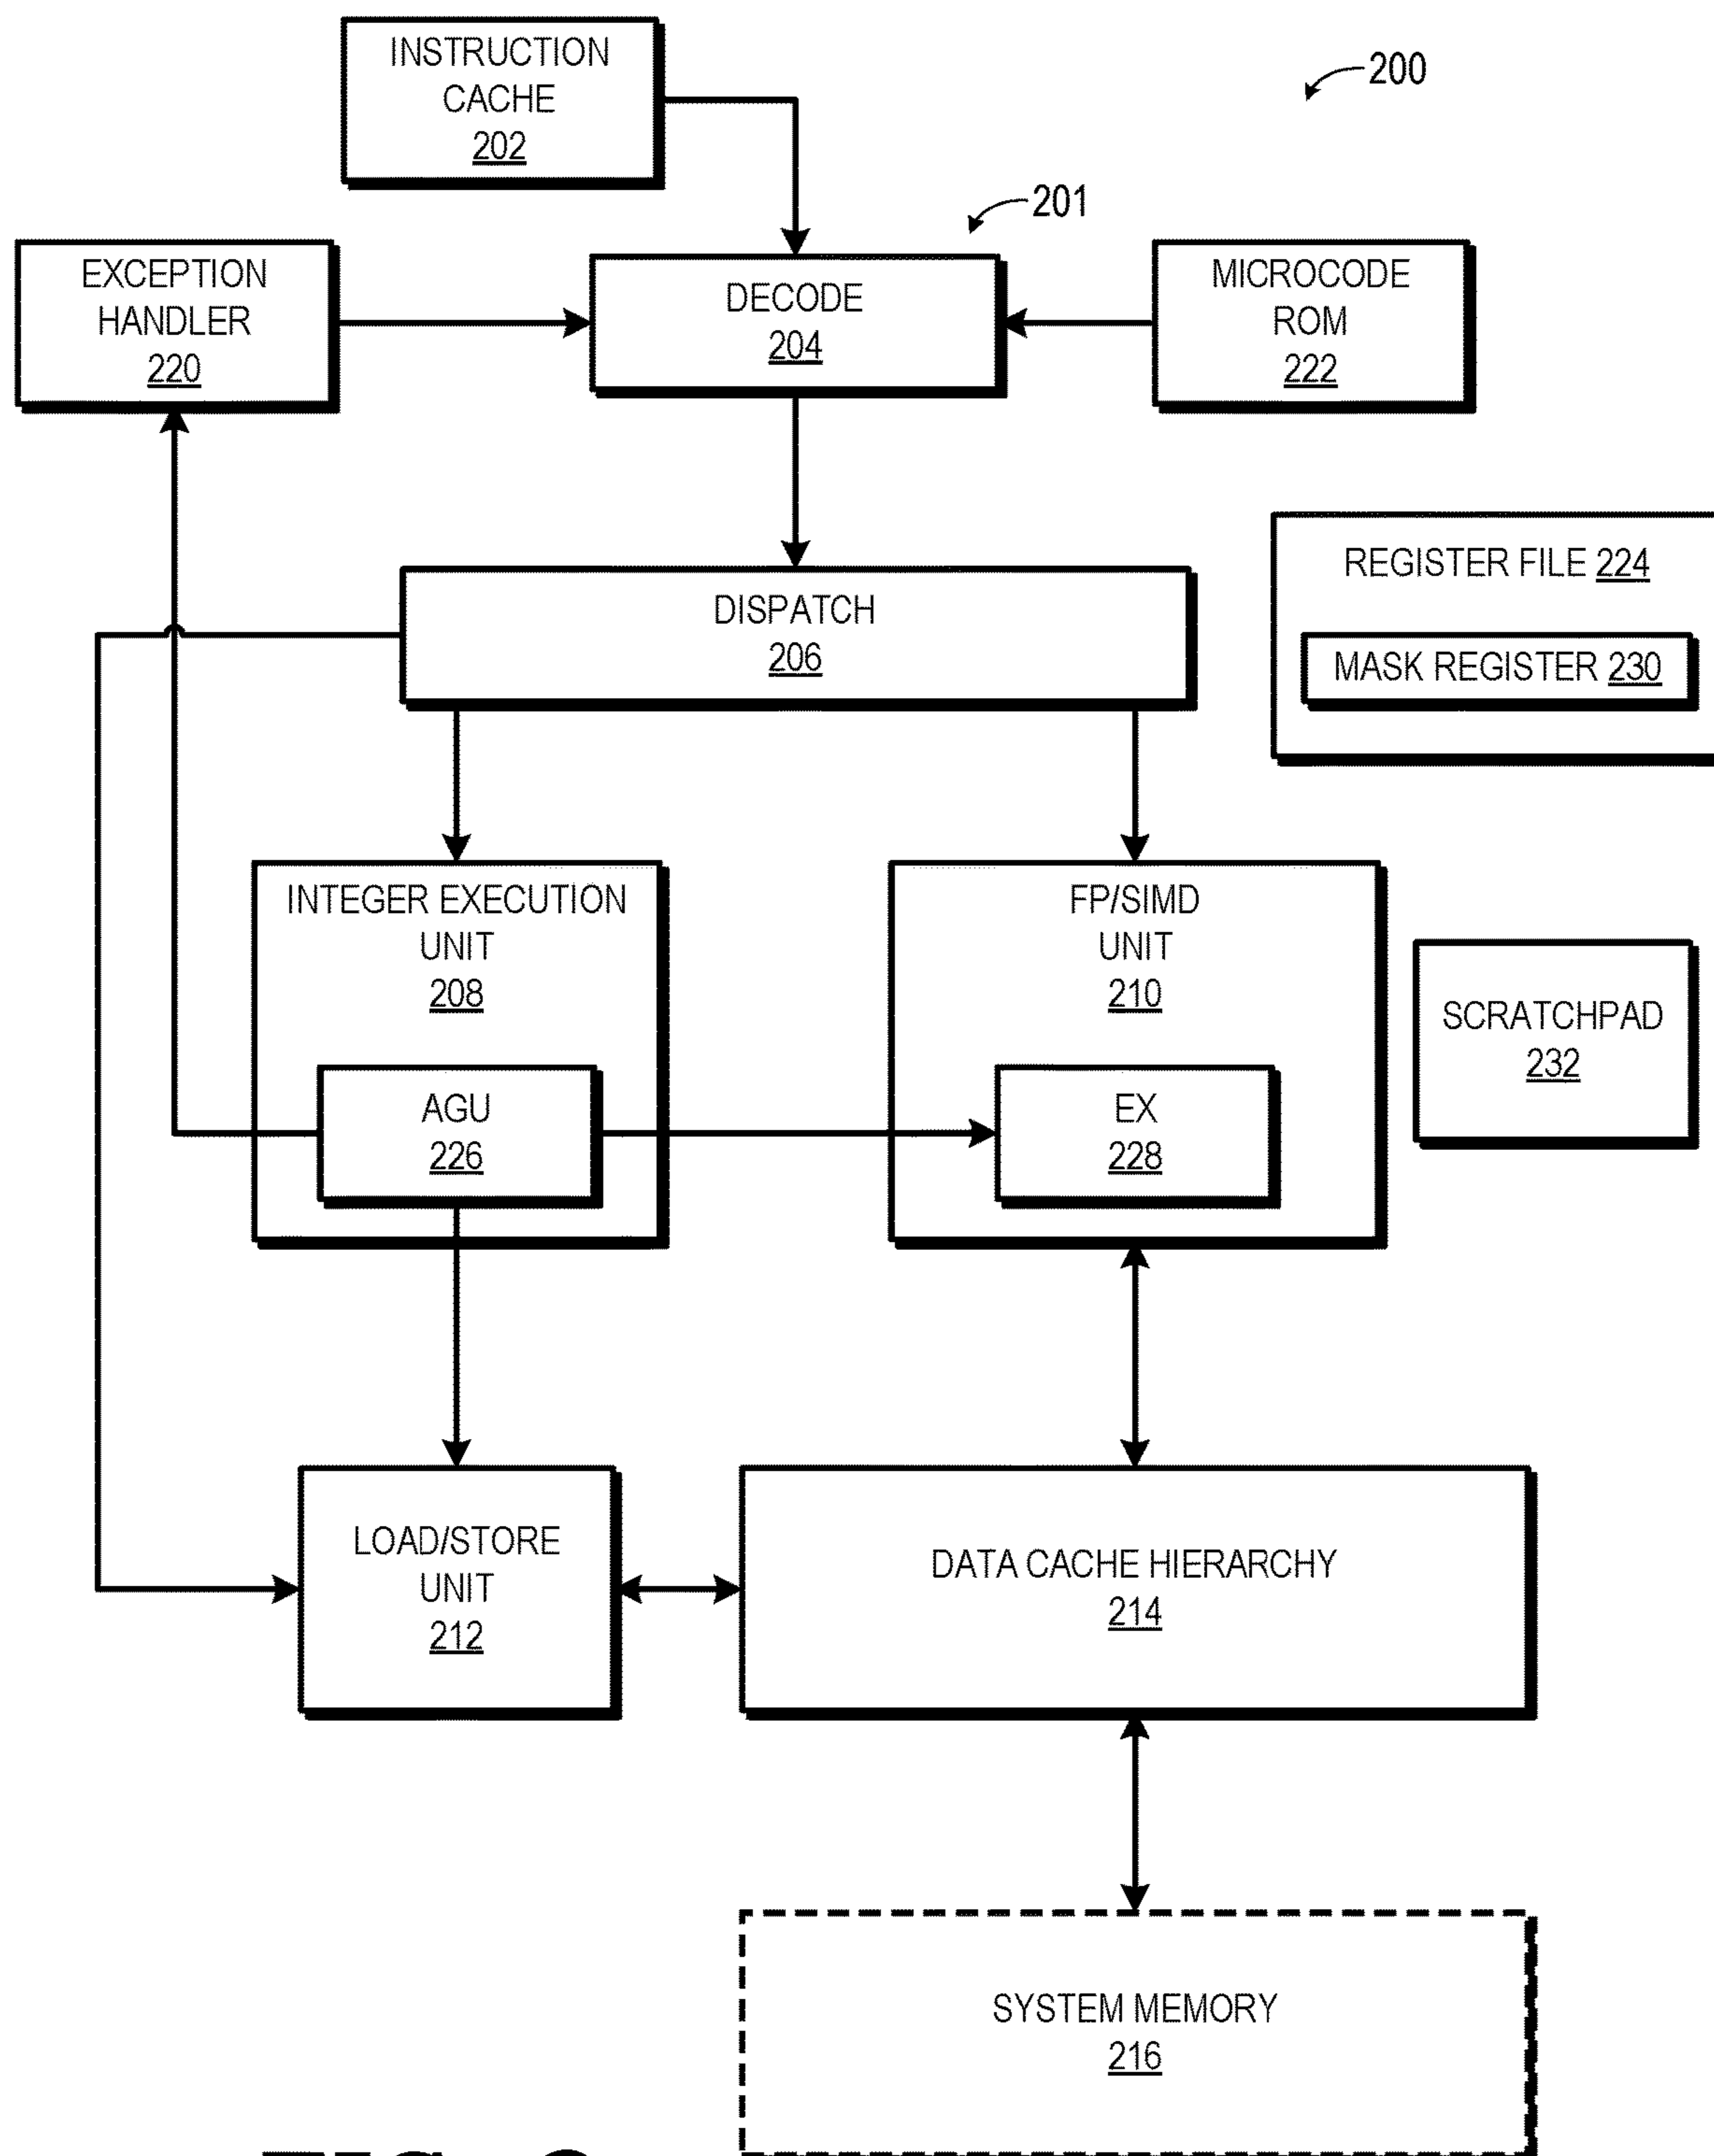 INSTRUCTION
CACHE
202
200
201
EXCEPTION
HANDLER
220
DECODE
204
MICROCODE
ROM
222
REGISTER FILE 224
MASK REGISTER 230
DISPATCH
206
INTEGER EXECUTION
UNIT
208
FP/SIMD
UNIT
210
SCRATCHPAD
232
AGU
226
EX
228
LOAD/STORE
UNIT
212
DATA CACHE HIERARCHY
214
SYSTEM MEMORY
216